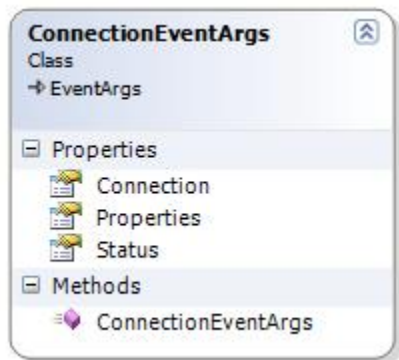 ConnectionEventArgs
Class
EventArgs
Properties
Connection
Properties
Status
Methods
ConnectionEventArgs